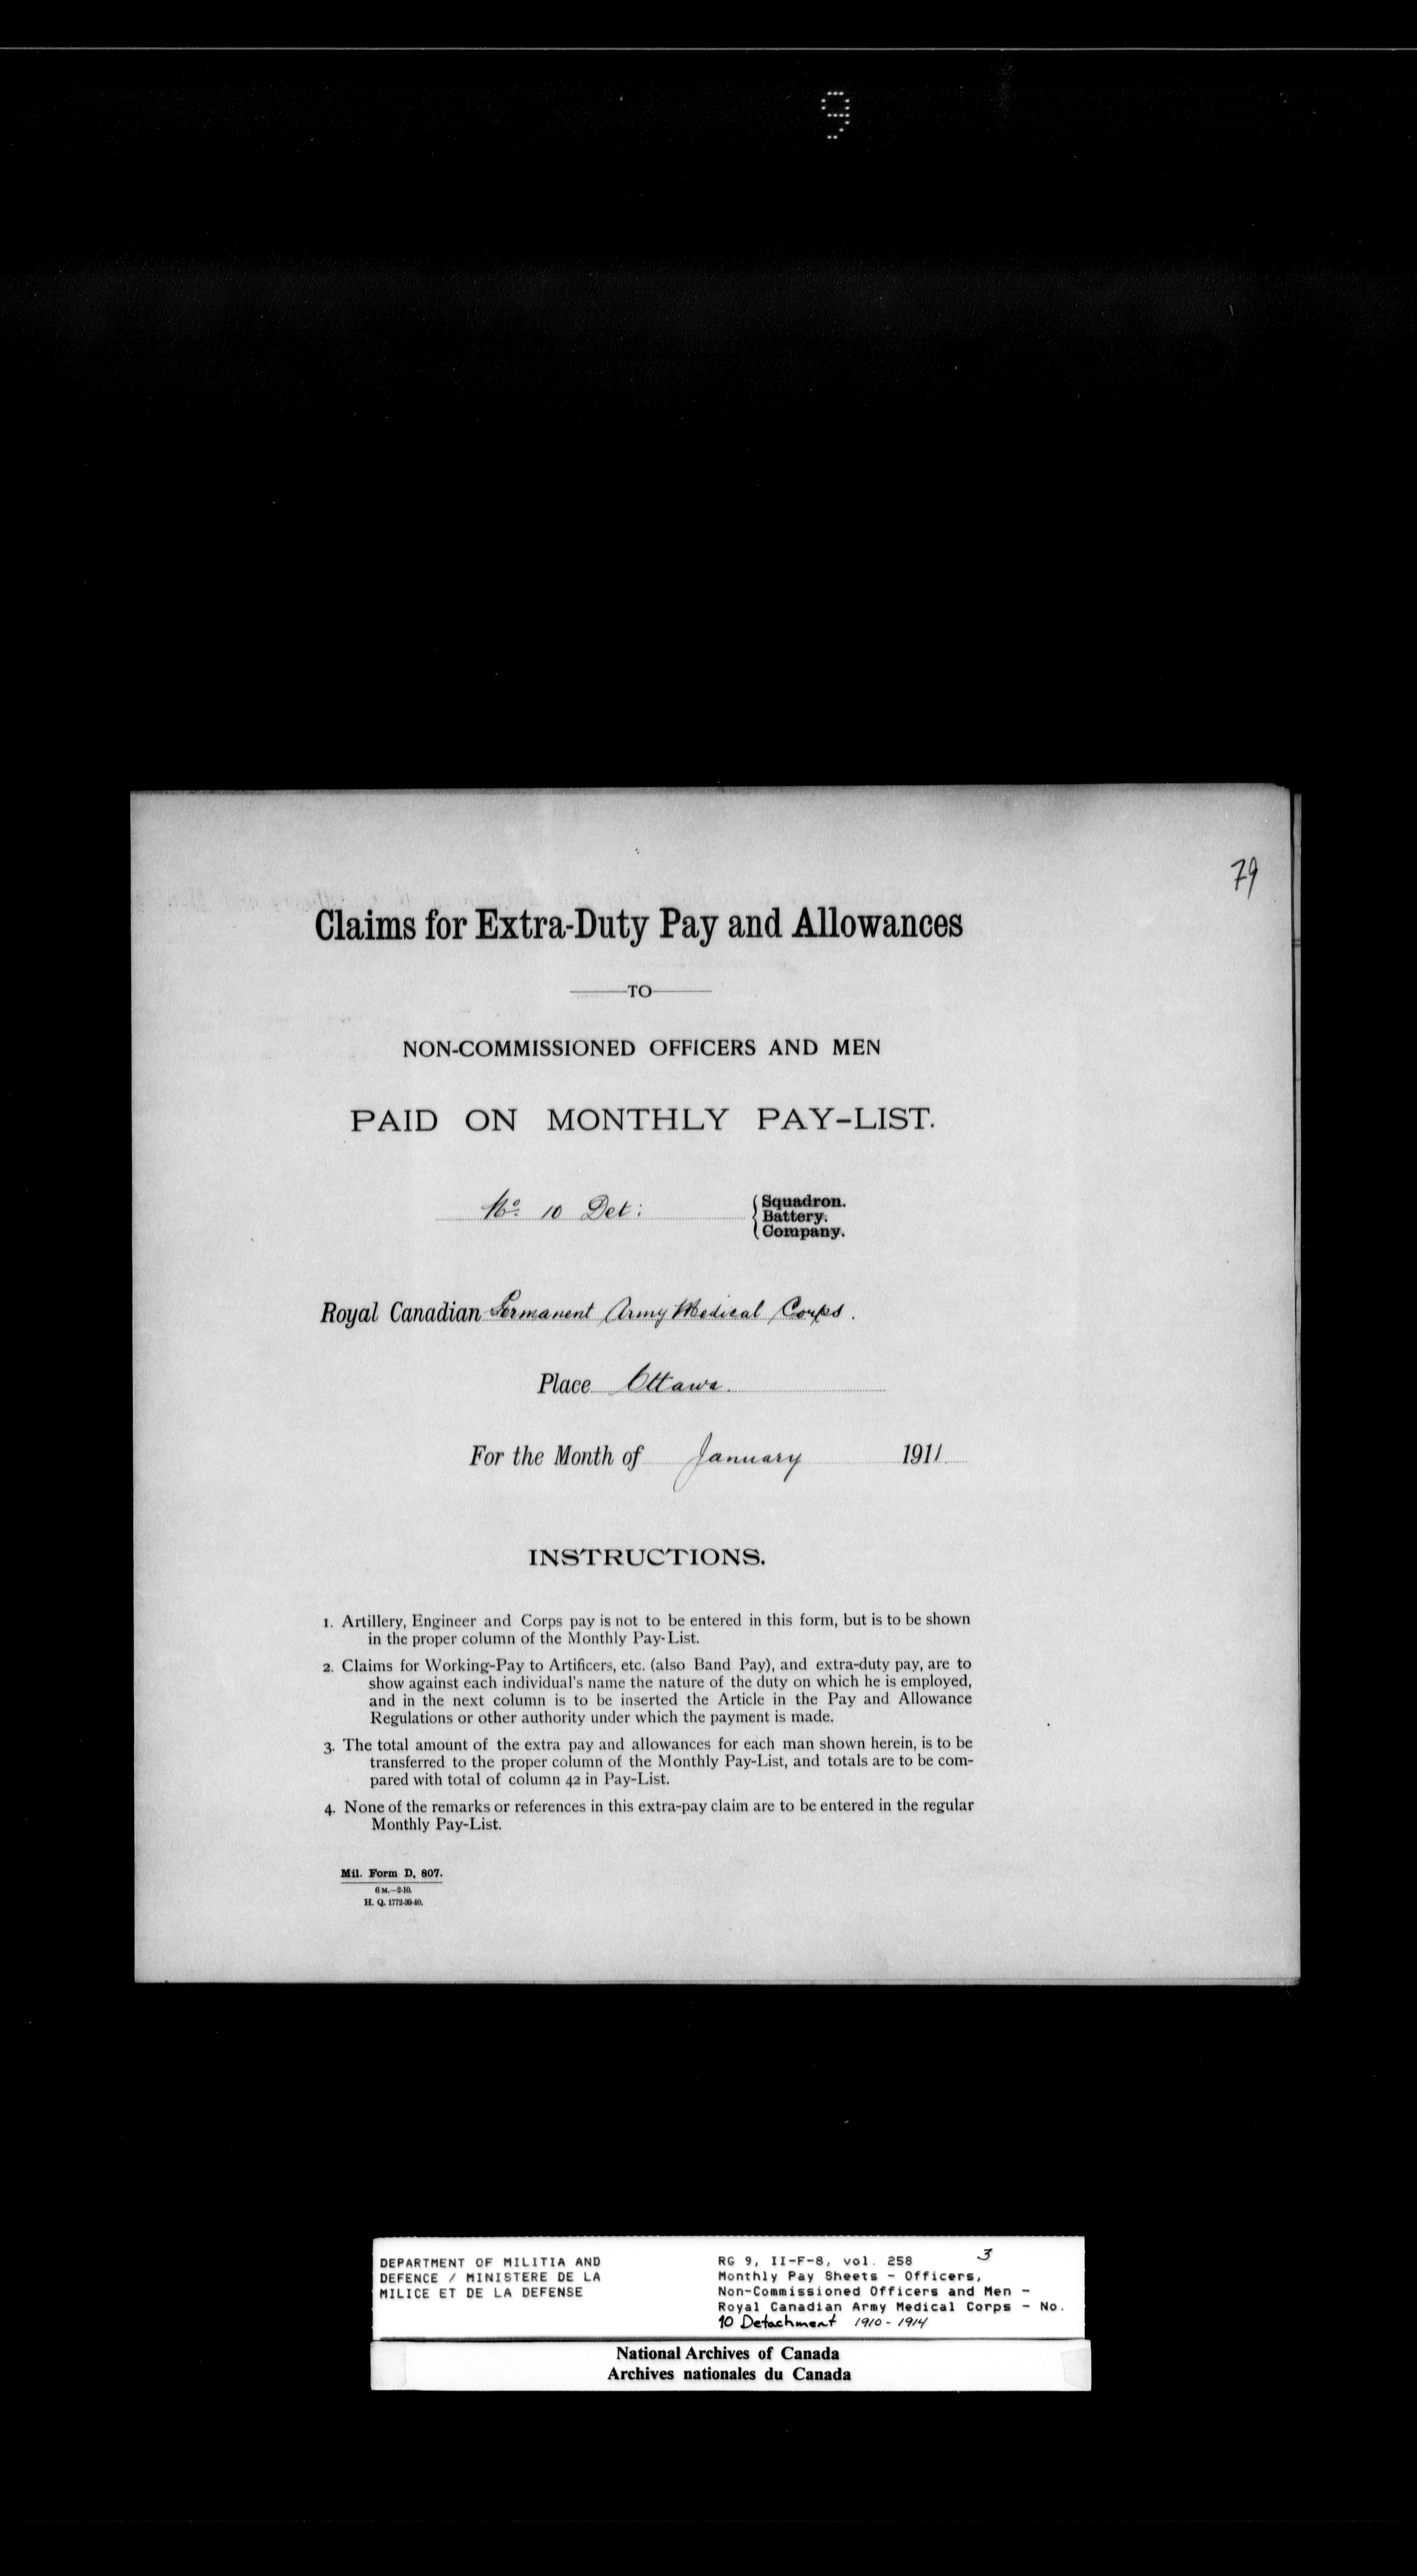 9
79
Claims for Extra-Duty Pay and Allowances
TO
NON-COMMISSIONED OFFICERS AND MEN
PAID ON MONTHLY PAY-LIST.
No. 10 Det:
Squadron.
Battery.
Company.
Royal Canadian Permanent Army Medical Corps.
Place Ottawa.
For the Month of January 1911
INSTRUCTIONS.
1. Artillery, Engineer and Corps pay is not to be entered in this form, but is to be shown
in the proper column of the Monthly Pay-List.
2. Claims for Working-Pay to Artificers, etc. (also Band Pay), and extra-duty pay, are to
show against each individual's name the nature of the duty on which he is employed,
and in the next column is to be inserted the Article in the Pay and Allowance
Regulations or other authority under which the payment is made.
3. The total amount of the extra pay and allowances for each man shown herein, is to be
transferred to the proper column of the Monthly Pay-List, and totals are to be com-
pared with total of column 42 in Pay-List.
4. None of the remarks or references in this extra-pay claim are to be entered in the regular
Monthly Pay-List.
Mil. Form D. 807.
6 M.—2-10.
H. Q. 1772-39-40.
DEPARTMENT OF MILITIA AND
DEFENCE / MINISTERE DE LA
MILICE ET DE LA DEFENSE
RG 9, II-F-8, vol. 258 3
Monthly Pay Sheets - Officers,
Non-Commissioned Officers and Men -
Royal Canadian Army Medical Corps - No.
10 Detachment 1910-1914
National Archives of Canada
Archives nationales du Canada